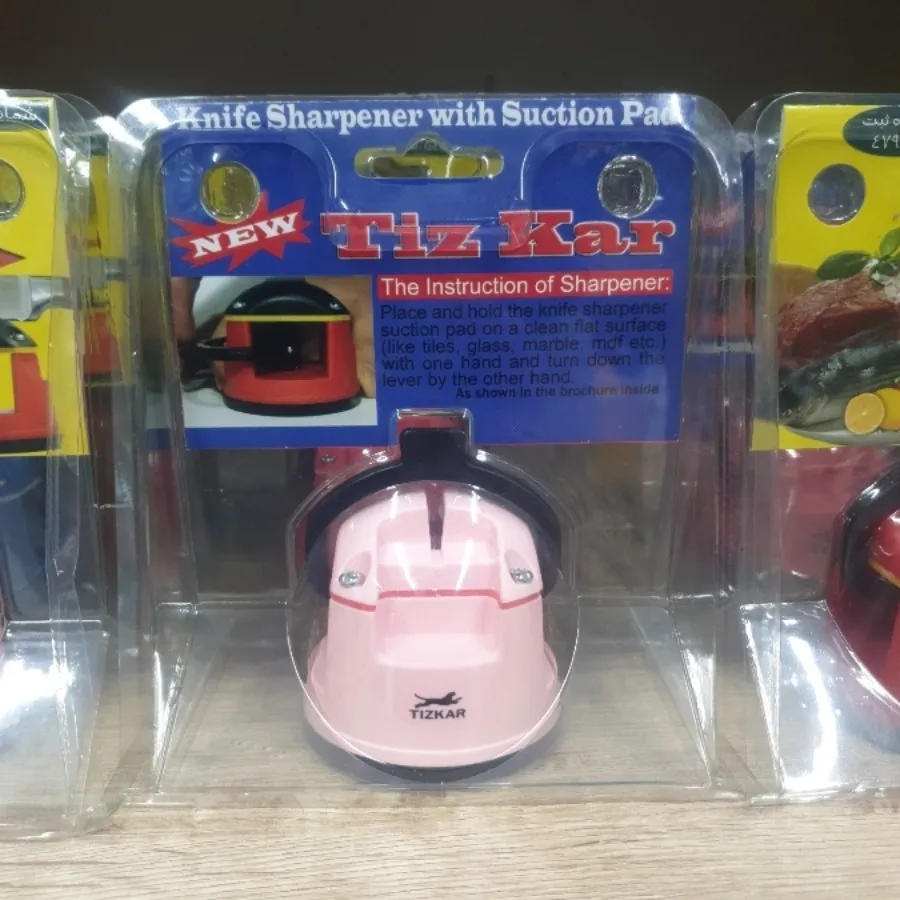 Knife Sharpener with Suction Pad
NEW
Tiz Kar
The Instruction of Sharpener:
Place and hold the knife sharpener
suction pad on a clean flat surface
(like tiles, glass, marble, mdf etc.)
with one hand and turn down the
lever by the other hand.
As shown in the brochure inside
TIZKAR
ثبت